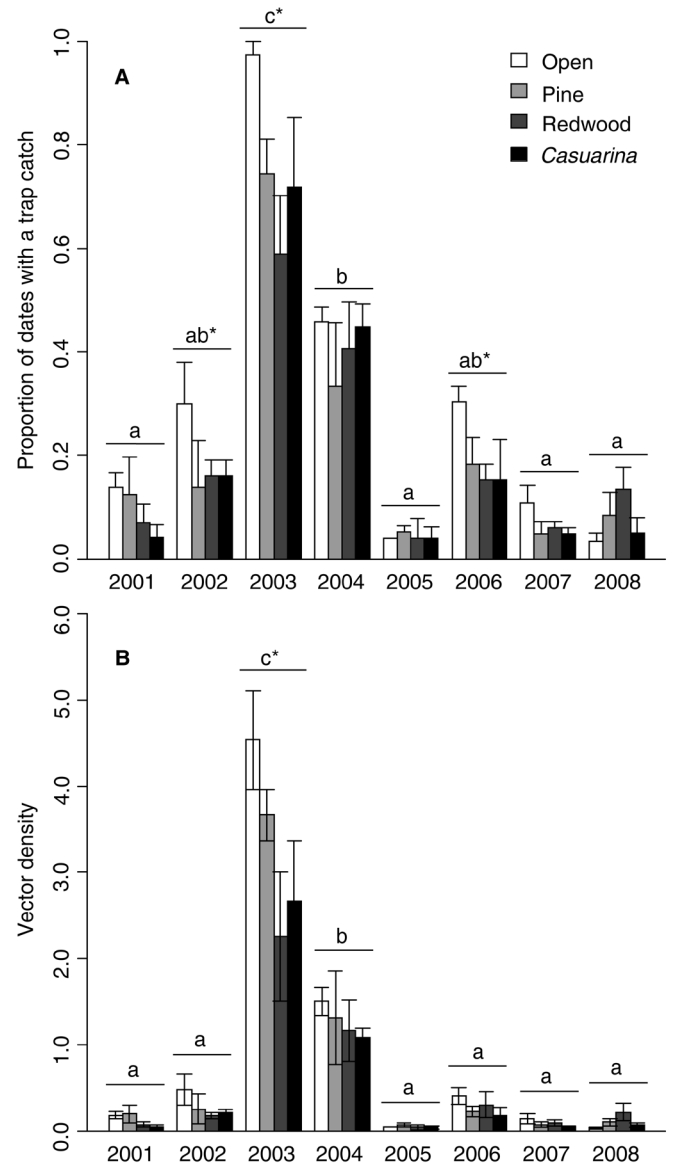 c*
1.0
A
Open
Pine
Redwood
Casuarina
0.8
Proportion of dates with a trap catch
0.6
b
ab*
0.4
ab*
a
a
a
0.2
a
0.0
2001 2002 2003 2004 2005 2006 2007 2008
6.0
B
c*
5.0
4.0
Vector density
3.0
b
2.0
a
a
a
a
a
a
1.0
0.0
2001 2002 2003 2004 2005 2006 2007 2008